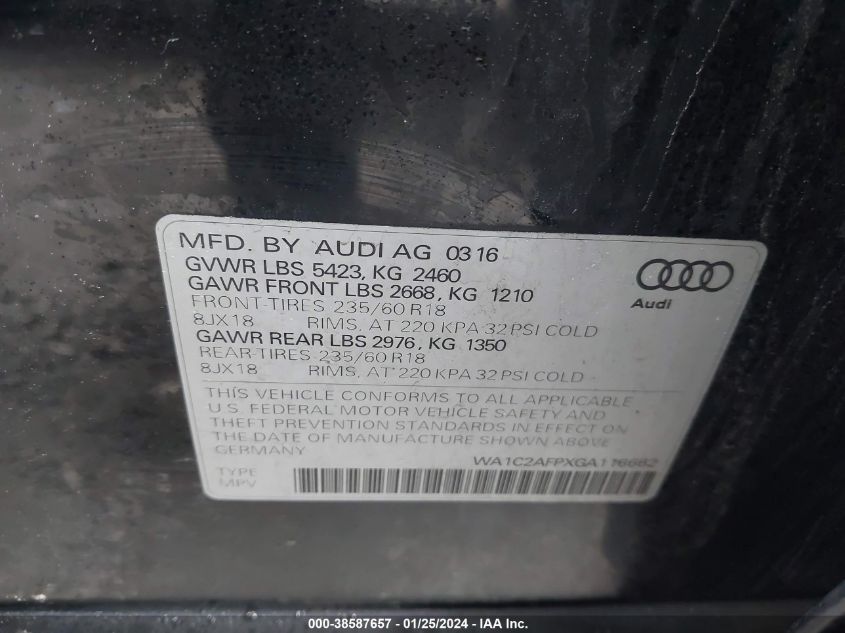 MFD. BY AUDI AG 03 16
GVWR LBS 5423, KG 2460
GAWR FRONT LBS 2668, KG 1210
FRONT-TIRES 235/60 R18
8JX18 RIMS, AT 220 KPA 32 PSI COLD
GAWR REAR LBS 2976, KG 1350
REAR-TIRES 235/60 R18
8JX18 RIMS, AT 220 KPA 32 PSI COLD
THIS VEHICLE CONFORMS TO ALL APPLICABLE
U.S. FEDERAL MOTOR VEHICLE SAFETY AND
THEFT PREVENTION STANDARDS IN EFFECT ON
THE DATE OF MANUFACTURE SHOWN ABOVE
GERMANY WA1C2AFPXGA116662
TYPE
MPV
Audi
000-38587657 - 01/25/2024 - © IAA Inc.